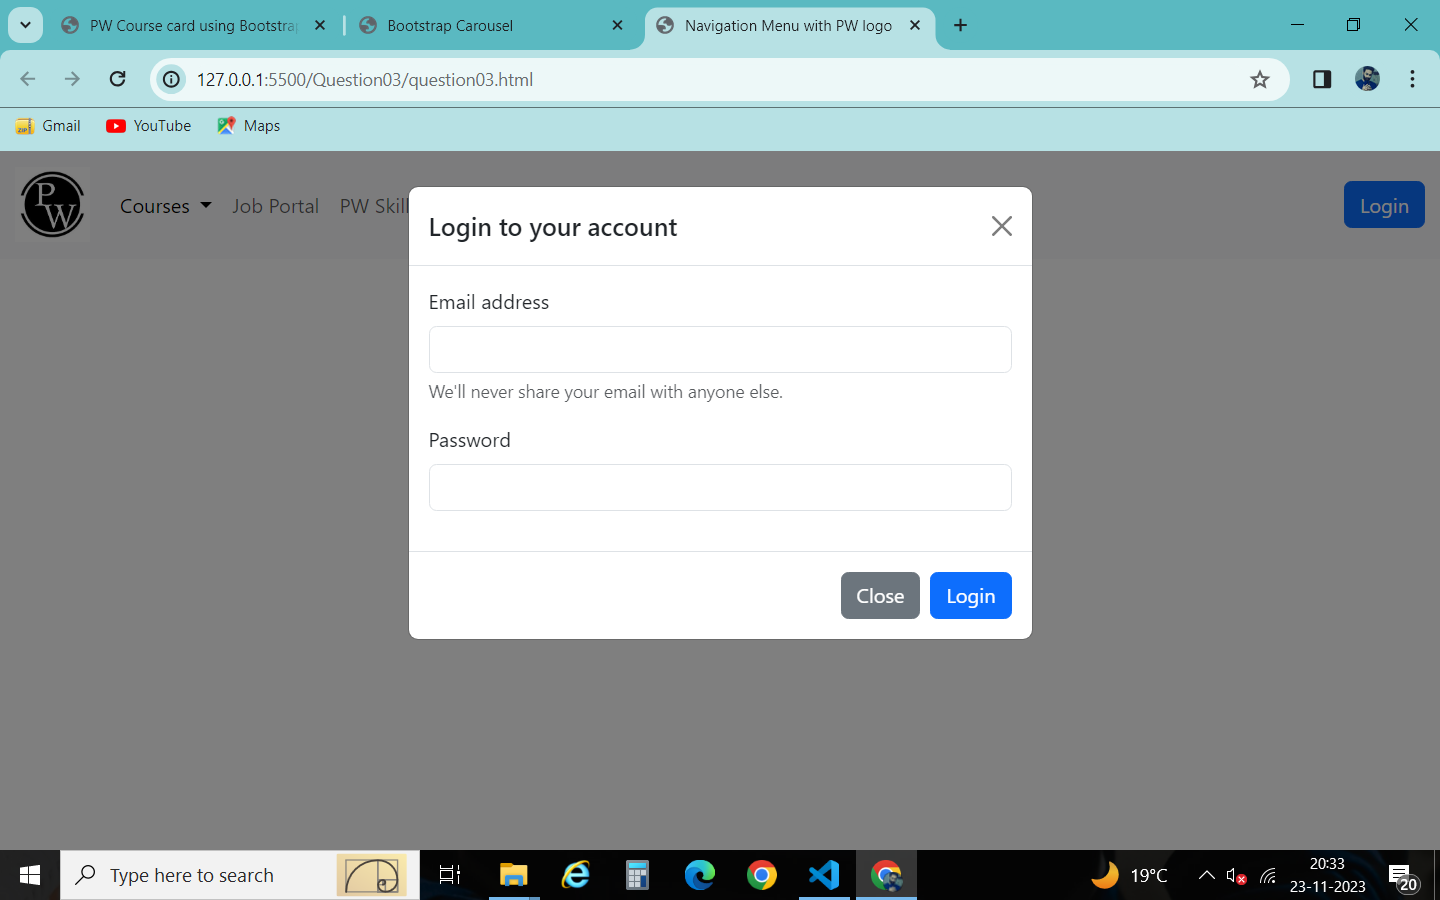 PW Course card using Bootstrap
Bootstrap Carousel
Navigation Menu with PW logo
127.0.0.1:5500/Question03/question03.html
Gmail
YouTube
Maps
PW
Courses
Job Portal
PW Skill
Login
Login to your account
Email address
We'll never share your email with anyone else.
Password
Close
Login
Type here to search
19°C
20:33
23-11-2023
20